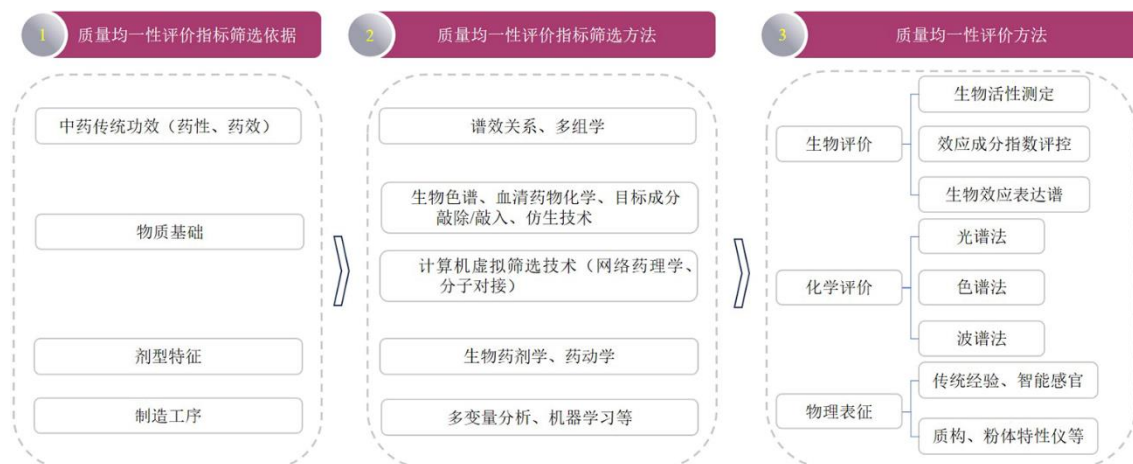 1
质量均一性评价指标筛选依据
中药传统功效（药性、药效）
物质基础
剂型特征
制造工序
2
质量均一性评价指标筛选方法
谱效关系、多组学
生物色谱、血清药物化学、目标成分
敲除/敲入、仿生技术
计算机虚拟筛选技术（网络药理学、
分子对接）
生物药剂学、药动学
多变量分析、机器学习等
3
质量均一性评价方法
生物评价
生物活性测定
效应成分指数评控
生物效应表达谱
化学评价
光谱法
色谱法
波谱法
物理表征
传统经验、智能感官
质构、粉体特性仪等